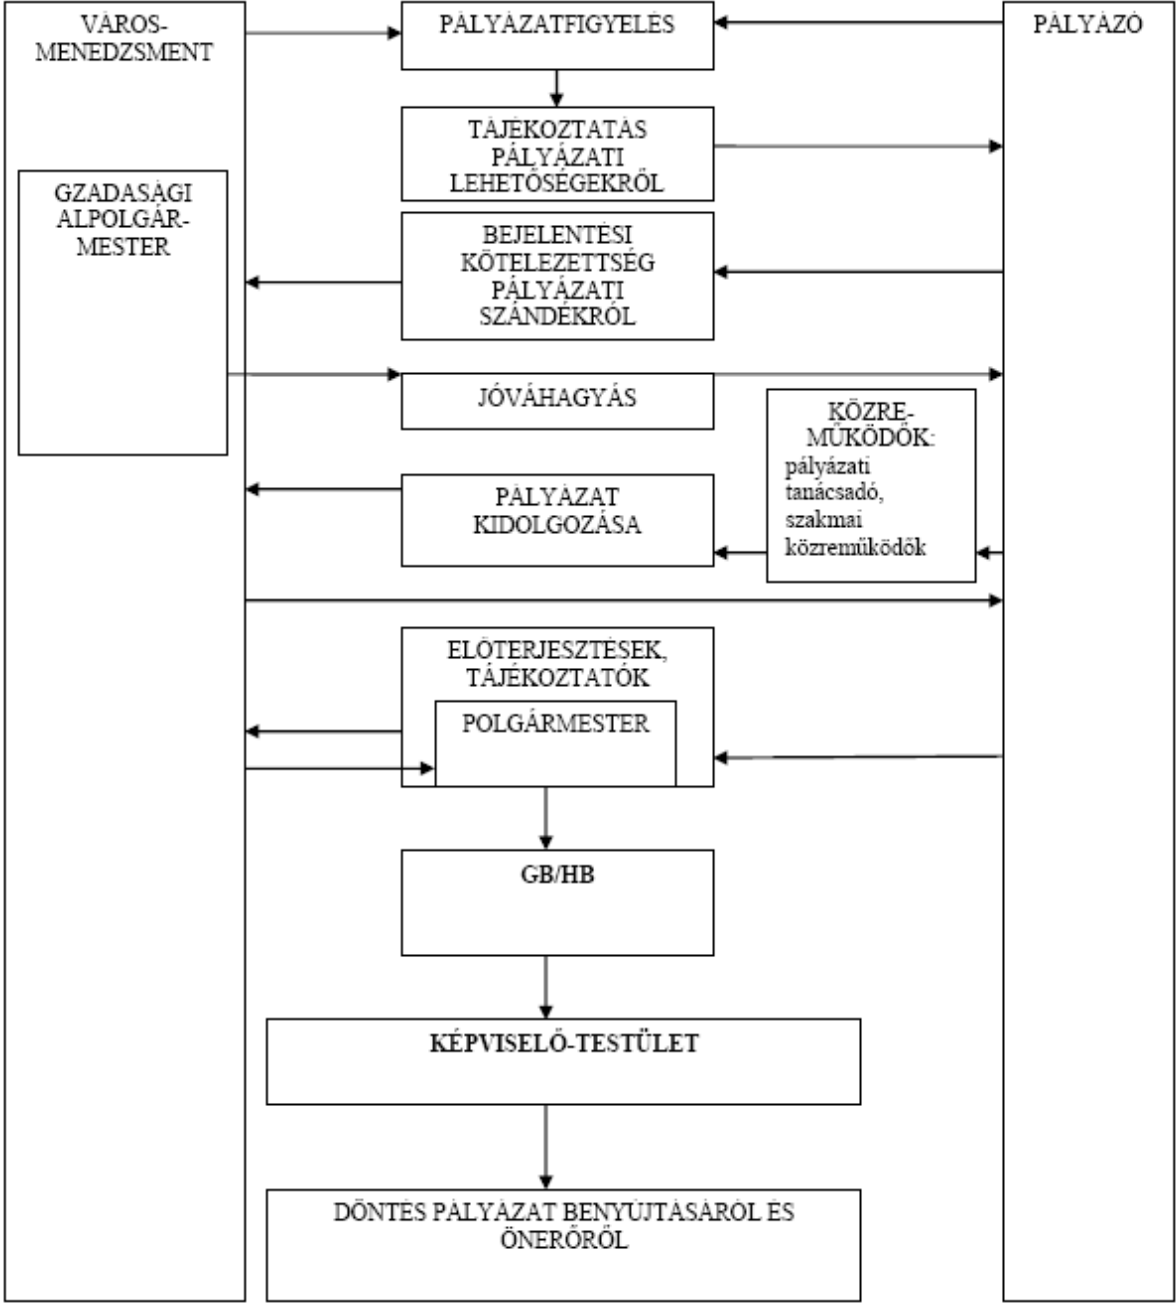 VÁROS-
MENEDZSMENT
PÁLYÁZATFIGYELÉS
PÁLYÁZÓ
TÁJÉKOZTATÁS
PÁLYÁZATI
LEHETŐSÉGEKRŐL
GZADASÁGI
ALPOLGÁR-
MESTER
BEJELENTÉSI
KÖTELEZETTSÉG
PÁLYÁZATI
SZÁNDÉKRÓL
JÓVÁHAGYÁS
KÖZRE-
MŰKÖDŐK:
pályázati
tanácsadó,
szakmai
közreműködők
PÁLYÁZAT
KIDOLGOZÁSA
ELŐTERJESZTÉSEK,
TÁJÉKOZTATÓK
POLGÁRMESTER
GB/HB
KÉPVISELŐ-TESTÜLET
DÖNTÉS PÁLYÁZAT BENYÚJTÁSÁRÓL ÉS
ÖNERŐRŐL